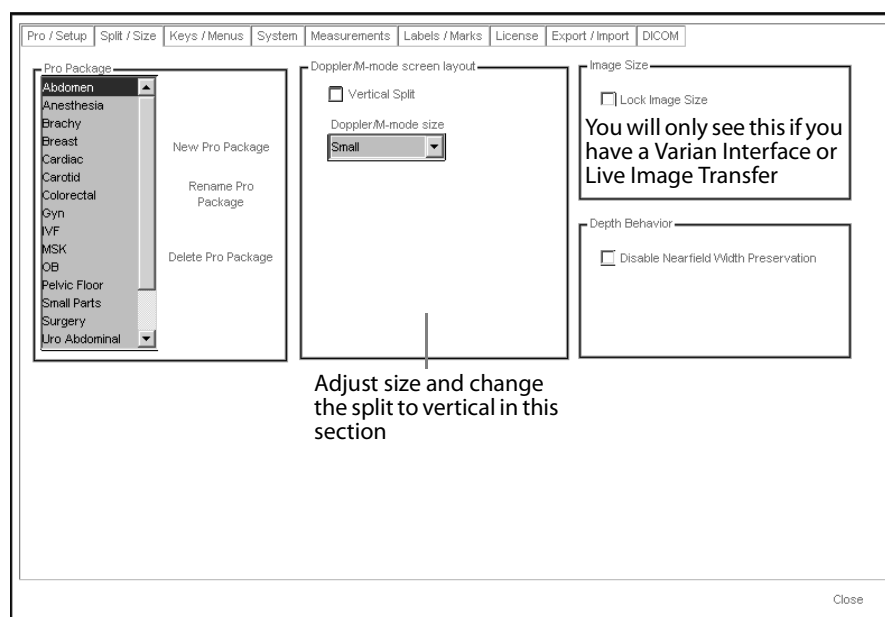 Pro / Setup Split / Size Keys / Menus System Measurements Labels / Marks License Export / Import DICOM
Pro Package
Abdomen
Anesthesia
Brachy
Breast
Cardiac
Carotid
Colorectal
Gyn
IVF
MSK
OB
Pelvic Floor
Small Parts
Surgery
Uro Abdominal
New Pro Package
Rename Pro
Package
Delete Pro Package
Doppler/M-mode screen layout
Vertical Split
Doppler/M-mode size
Small
Adjust size and change
the split to vertical in this
section
Image Size
Lock Image Size
You will only see this if you
have a Varian Interface or
Live Image Transfer
Depth Behavior
Disable Nearfield Width Preservation
Close